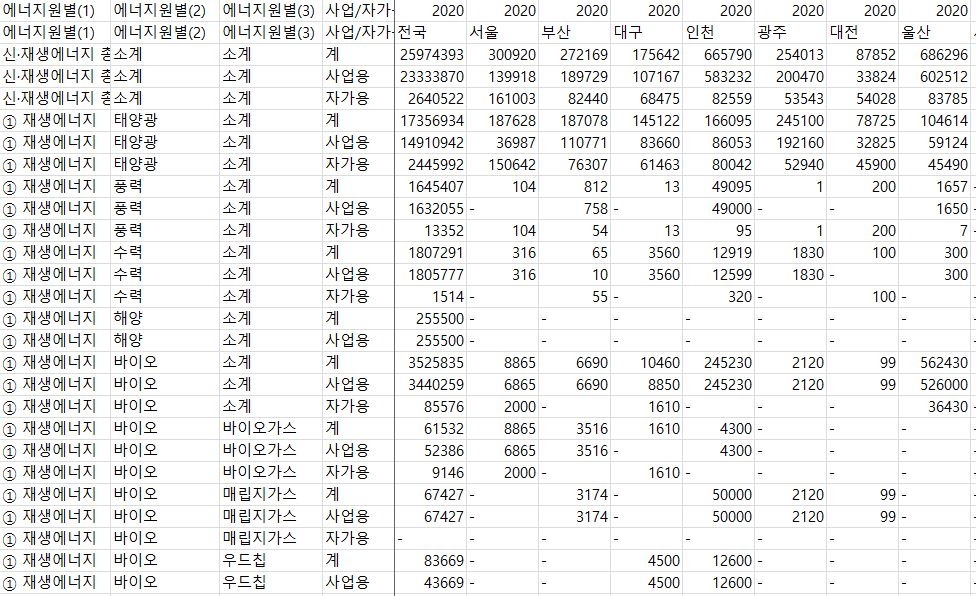 에너지원별(1) 에너지원별(2) 에너지원별(3) 사업/자가 2020 2020 2020 2020 2020 2020 2020 2020
에너지원별(1) 에너지원별(2) 에너지원별(3) 사업/자가 전국 서울 부산 대구 인천 광주 대전 울산
신·재생에너지 총 소계 소계 계 25974393 300920 272169 175642 665790 254013 87852 686296
신·재생에너지 총 소계 소계 사업용 23333870 139918 189729 107167 583232 200470 33824 602512
신·재생에너지 총 소계 소계 자가용 2640522 161003 82440 68475 82559 53543 54028 83785
① 재생에너지 태양광 소계 계 17356934 187628 187078 145122 166095 245100 78725 104614
① 재생에너지 태양광 소계 사업용 14910942 36987 110771 83660 86053 192160 32825 59124
① 재생에너지 태양광 소계 자가용 2445992 150642 76307 61463 80042 52940 45900 45490
① 재생에너지 풍력 소계 계 1645407 104 812 13 49095 1 200 1657 -
① 재생에너지 풍력 소계 사업용 1632055 - 758 - 49000 - - 1650 -
① 재생에너지 풍력 소계 자가용 13352 104 54 13 95 1 200 7 -
① 재생에너지 수력 소계 계 1807291 316 65 3560 12919 1830 100 300
① 재생에너지 수력 소계 사업용 1805777 316 10 3560 12599 1830 - 300
① 재생에너지 수력 소계 자가용 1514 - 55 - 320 - 100 -
① 재생에너지 해양 소계 계 255500 - - - - - - -
① 재생에너지 해양 소계 사업용 255500 - - - - - - -
① 재생에너지 바이오 소계 계 3525835 8865 6690 10460 245230 2120 99 562430
① 재생에너지 바이오 소계 사업용 3440259 6865 6690 8850 245230 2120 99 526000
① 재생에너지 바이오 소계 자가용 85576 2000 - 1610 - - - 36430
① 재생에너지 바이오 바이오가스 계 61532 8865 3516 1610 4300 - - -
① 재생에너지 바이오 바이오가스 사업용 52386 6865 3516 - 4300 - - -
① 재생에너지 바이오 바이오가스 자가용 9146 2000 - 1610 - - - -
① 재생에너지 바이오 매립지가스 계 67427 - 3174 - 50000 2120 99 -
① 재생에너지 바이오 매립지가스 사업용 67427 - 3174 - 50000 2120 99 -
① 재생에너지 바이오 매립지가스 자가용 - - - - - - - -
① 재생에너지 바이오 우드칩 계 83669 - - 4500 12600 - - -
① 재생에너지 바이오 우드칩 사업용 43669 - - 4500 12600 - - -